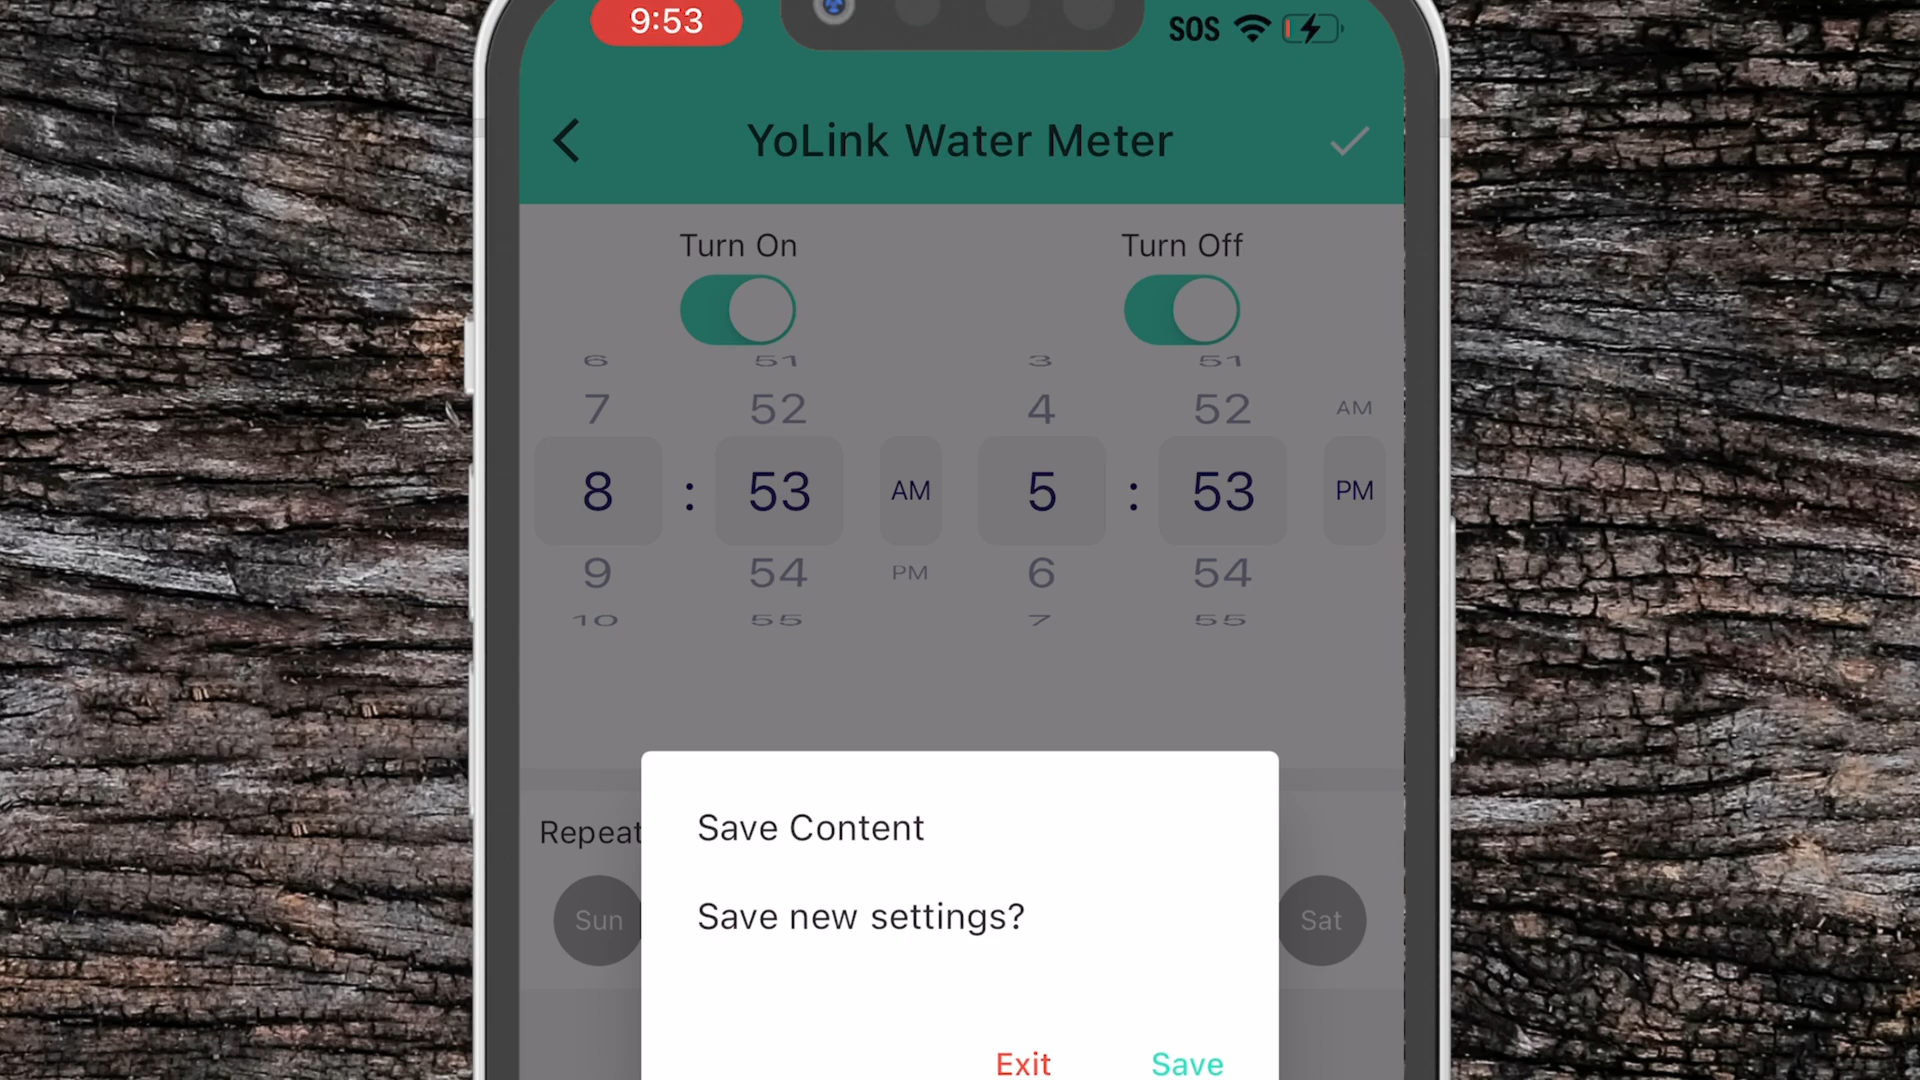 9:53 SOS
YoLink Water Meter
Turn On Turn Off
6 51 3 51
7 52 4 52 AM
8 : 53 AM 5 : 53 PM
9 54 PM 6 54
10 55 7 55
Save Content
Repeat
Save new settings?
Sun Sat
Exit Save